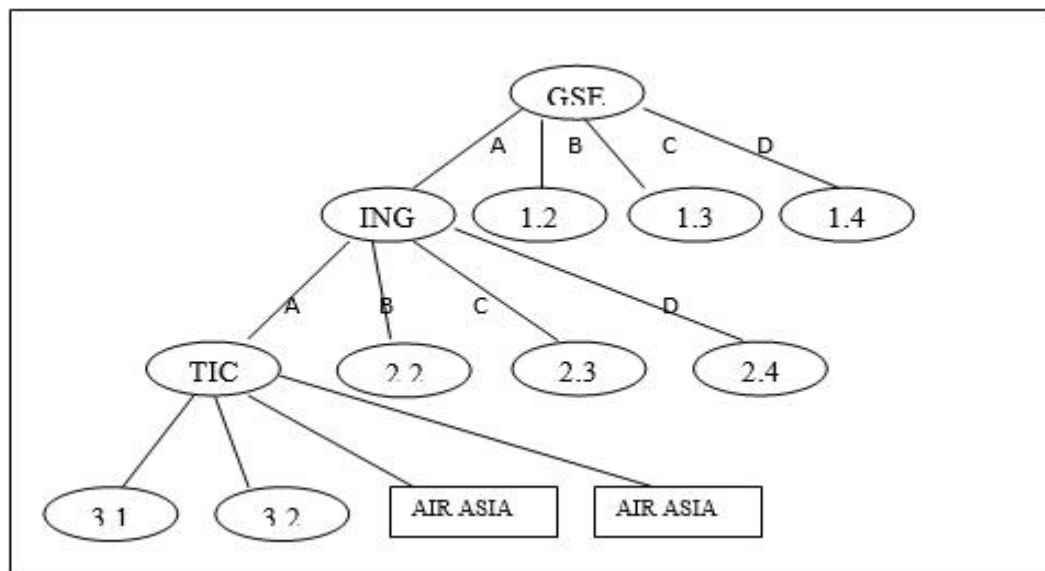 GSE
A B C D
ING 1.2 1.3 1.4
A B C D
TIC 2.2 2.3 2.4
3.1 3.2 AIR ASIA AIR ASIA